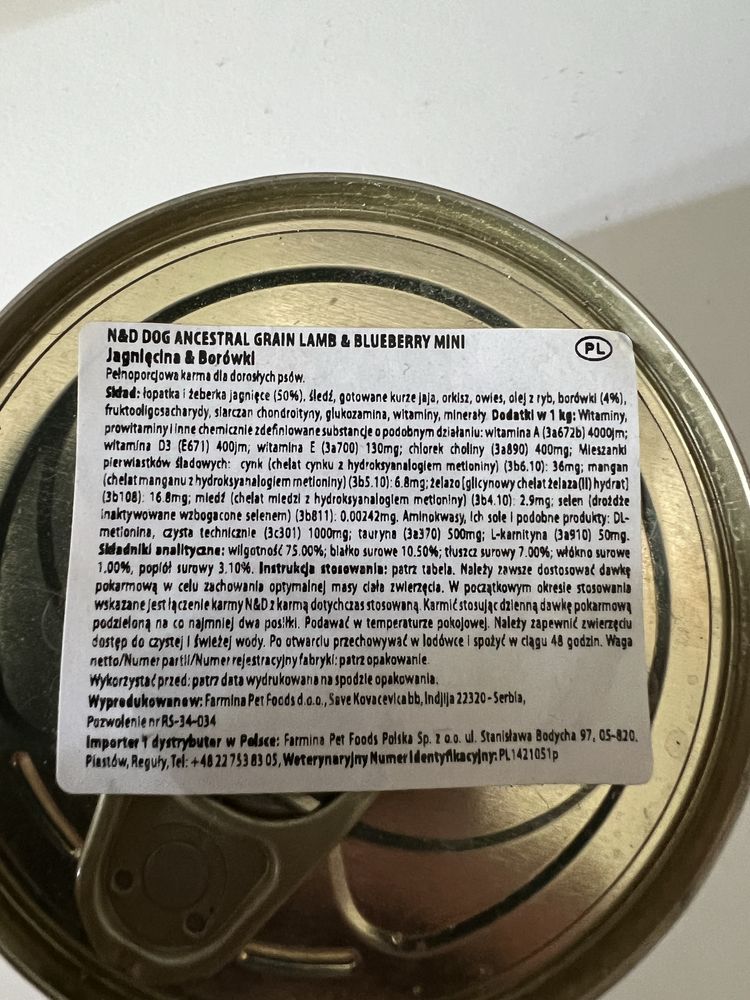 N&D DOG ANCESTRAL GRAIN LAMB & BLUEBERRY MINI
PL
Jagnięcina & Borówki
Pełnoporcjowa karma dla dorosłych psów.
Skład: łopatka i żeberka jagnięce (50%), śledź, gotowane kurze jaja, orkisz, owies, olej z ryb, borówki (4%),
fruktooligosacharydy, siarczan chondroityny, glukozamina, witaminy, minerały. Dodatki w 1 kg: Witaminy,
prowitaminy i inne chemicznie zdefiniowane substancje o podobnym działaniu: witamina A (3a672b) 4000jm;
witamina D3 (E671) 400jm; witamina E (3a700) 130mg; chlorek choliny (3a890) 400mg; Mieszanki
pierwiastków śladowych: cynk (chelat cynku z hydroksyanalogiem metioniny) (3b6.10): 36mg; mangan
(chelat manganu z hydroksyanalogiem metioniny) (3b5.10): 6.8mg; żelazo [glicynowy chelat żelaza(II) hydrat]
(3b108): 16.8mg; miedź (chelat miedzi z hydroksyanalogiem metioniny) (3b4.10): 2.9mg; selen (drożdże
inaktywowane wzbogacone selenem) (3b811): 0.00242mg. Aminokwasy, ich sole i podobne produkty: DL-
metionina, czysta technicznie (3c301) 1000mg; tauryna (3a370) 500mg; L-karnityna (3a910) 50mg.
Składniki analityczne: wilgotność 75.00%; białko surowe 10.50%; tłuszcz surowy 7.00%; włókno surowe
1.00%, popiół surowy 3.10%. Instrukcja stosowania: patrz tabela. Należy zawsze dostosować dawkę
pokarmową w celu zachowania optymalnej masy ciała zwierzęcia. W początkowym okresie stosowania
wskazane jest łączenie karmy N&D z karmą dotychczas stosowaną. Karmić stosując dzienną dawkę pokarmową
podzieloną na co najmniej dwa posiłki. Podawać w temperaturze pokojowej. Należy zapewnić zwierzęciu
dostęp do czystej i świeżej wody. Po otwarciu przechowywać w lodówce i spożyć w ciągu 48 godzin. Waga
netto/Numer partii/Numer rejestracyjny fabryki: patrz opakowanie.
Wykorzystać przed: patrz data wydrukowana na spodzie opakowania.
Wyprodukowano w: Farmina Pet Foods d.o.o., Save Kovacevica bb, Indjija 22320 - Serbia,
Pozwolenie nr RS-34-034
Importer i dystrybutor w Polsce: Farmina Pet Foods Polska Sp. z o.o. ul. Stanisława Bodycha 97, 05-820.
Piastów, Reguły, Tel: +48 22 753 83 05, Weterynaryjny Numer Identyfikacyjny: PL1421051p